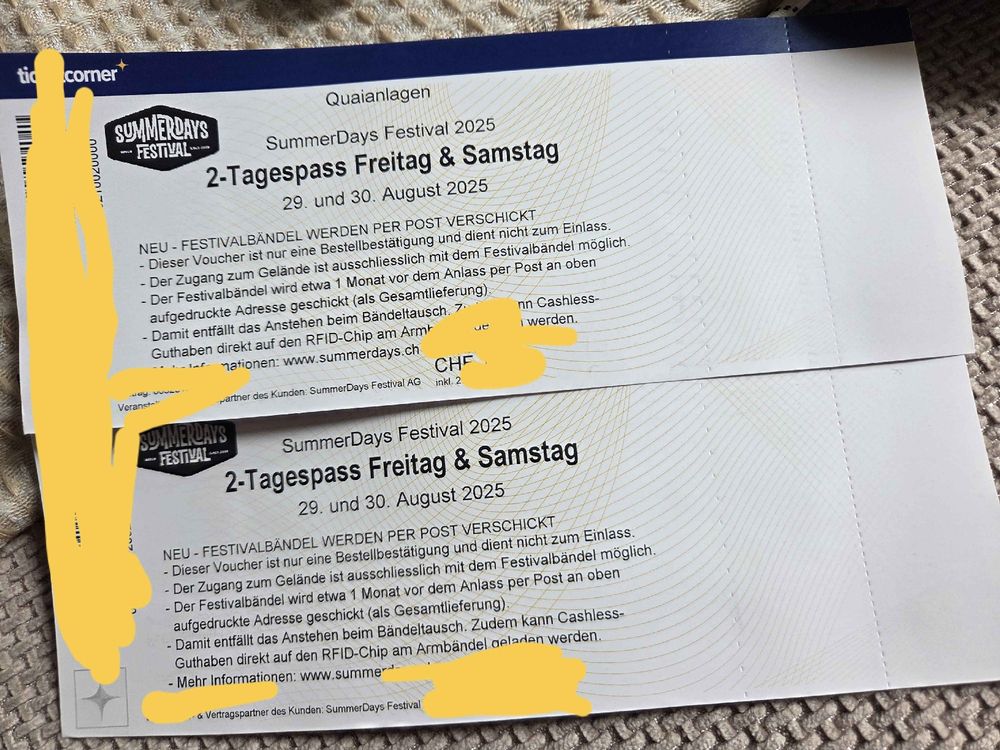 corner
Quaianlagen
SUMMERDAYS
FESTIVAL
SummerDays Festival 2025
2-Tagespass Freitag & Samstag
29. und 30. August 2025
NEU - FESTIVALBÄNDEL WERDEN PER POST VERSCHICKT
- Dieser Voucher ist nur eine Bestellbestätigung und dient nicht zum Einlass.
- Der Zugang zum Gelände ist ausschliesslich mit dem Festivalbändel möglich.
- Der Festivalbändel wird etwa 1 Monat vor dem Anlass per Post an oben
aufgedruckte Adresse geschickt (als Gesamtlieferung).
- Damit entfällt das Anstehen beim Bändeltausch. Cashless-
Guthaben direkt auf den RFID-Chip am werden.
www.summerdays.ch
CHF
inkl. 2
partner des Kunden: SummerDays Festival AG
SUMMERDAYS
FESTIVAL
SummerDays Festival 2025
2-Tagespass Freitag & Samstag
29. und 30. August 2025
NEU - FESTIVALBÄNDEL WERDEN PER POST VERSCHICKT
- Dieser Voucher ist nur eine Bestellbestätigung und dient nicht zum Einlass.
- Der Zugang zum Gelände ist ausschliesslich mit dem Festivalbändel möglich.
- Der Festivalbändel wird etwa 1 Monat vor dem Anlass per Post an oben
aufgedruckte Adresse geschickt (als Gesamtlieferung).
- Damit entfällt das Anstehen beim Bändeltausch. Zudem kann Cashless-
Guthaben direkt auf den RFID-Chip am Armbändel geladen werden.
- Mehr Informationen: www.summer
& Vertragspartner des Kunden: SummerDays Festival